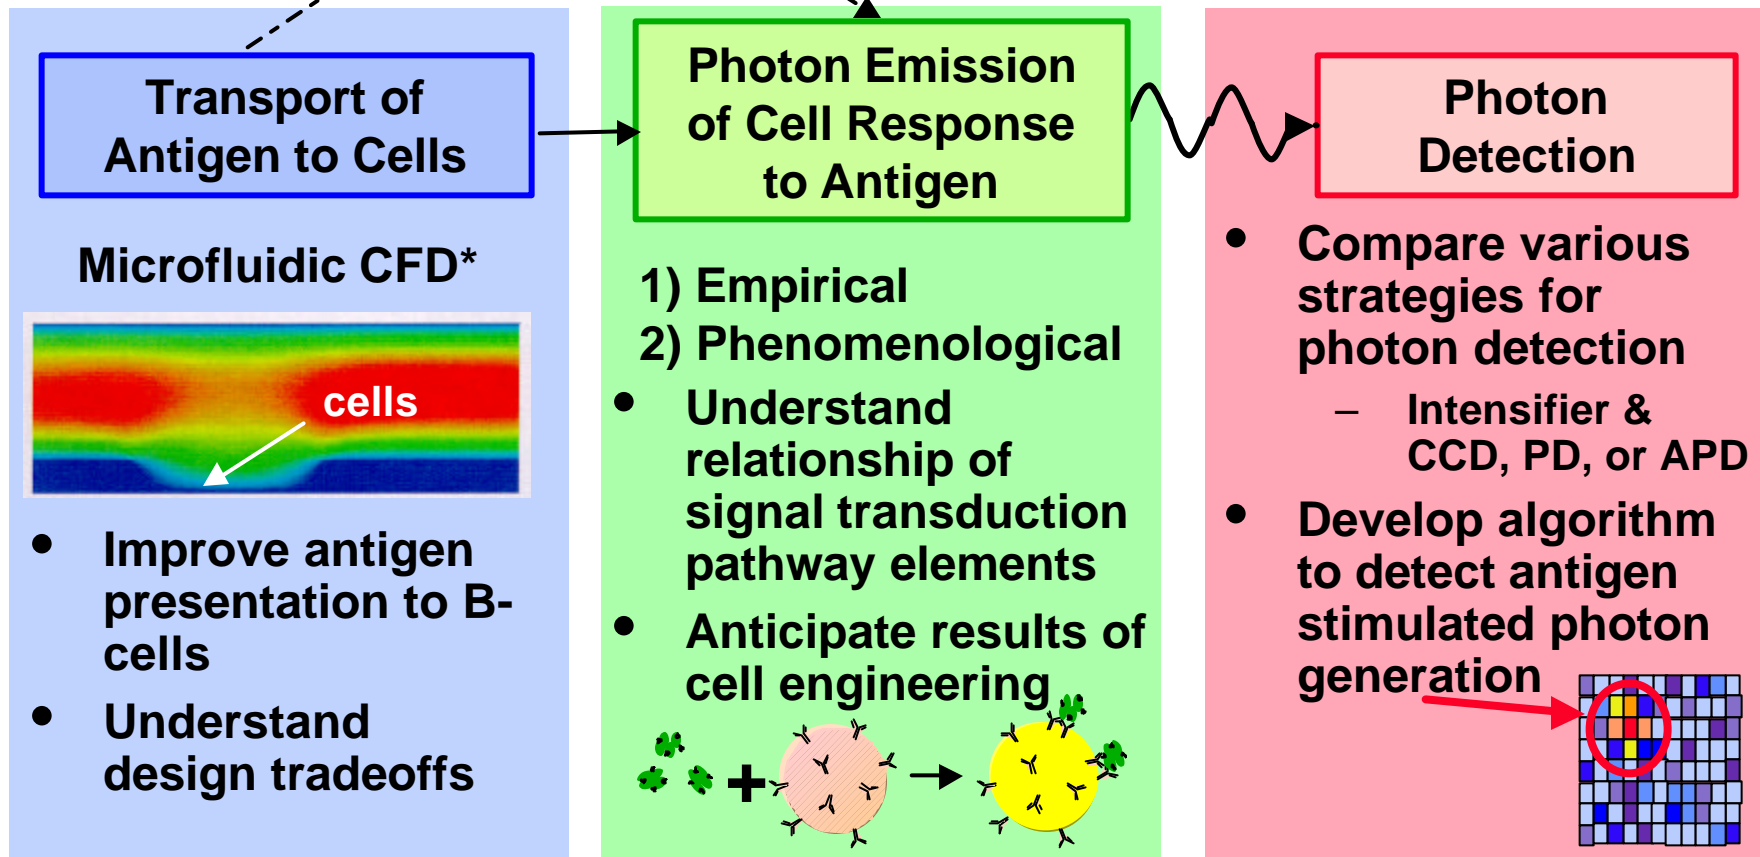 Transport of
Antigen to Cells
Microfluidic CFD*
cells
• Improve antigen
presentation to B-
cells
• Understand
design tradeoffs
Photon Emission
of Cell Response
to Antigen
1) Empirical
2) Phenomenological
• Understand
relationship of
signal transduction
pathway elements
• Anticipate results of
cell engineering
+
Photon
Detection
• Compare various
strategies for
photon detection
– Intensifier &
CCD, PD, or APD
• Develop algorithm
to detect antigen
stimulated photon
generation